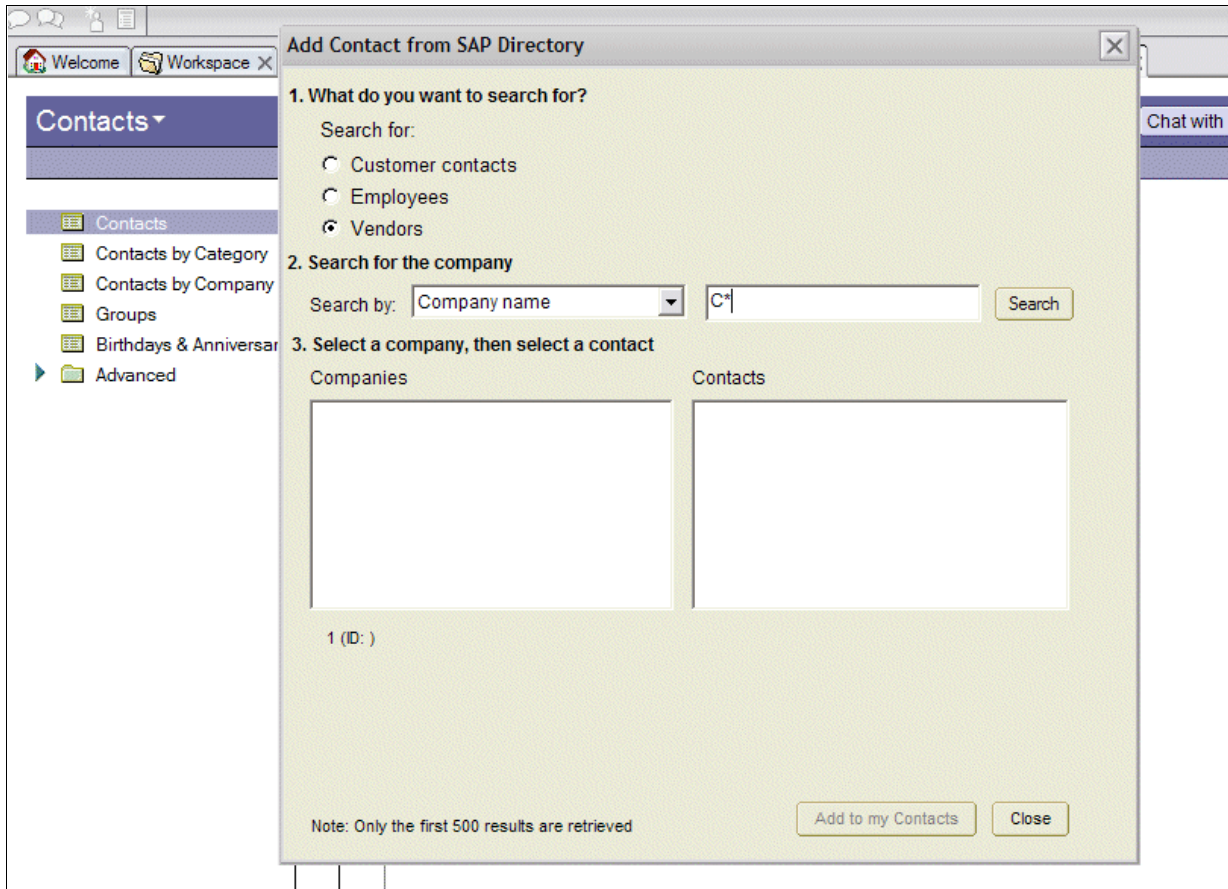 Welcome
Workspace
Add Contact from SAP Directory
Contacts
Chat with
1. What do you want to search for?
Search for:
Customer contacts
Employees
Vendors
Contacts
Contacts by Category
Contacts by Company
Groups
Birthdays & Anniversar
Advanced
2. Search for the company
Search by: Company name C* Search
3. Select a company, then select a contact
Companies Contacts
1 (ID: )
Note: Only the first 500 results are retrieved
Add to my Contacts Close